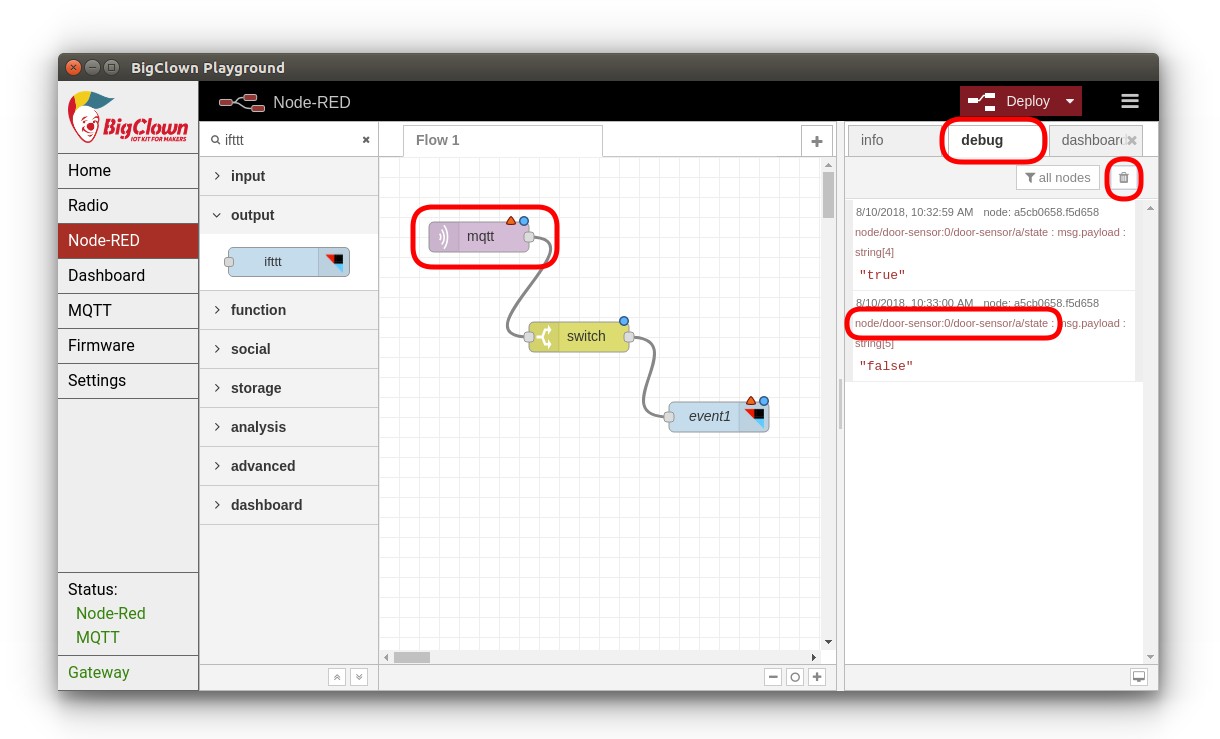 BigClown Playground
BigClown
IOT KIT FOR MAKERS
Home
Radio
Node-RED
Dashboard
MQTT
Firmware
Settings
Status:
Node-Red
MQTT
Gateway
Node-RED
Deploy
ifttt
input
output
ifttt
function
social
storage
analysis
advanced
dashboard
Flow 1
mqtt
switch
event1
info
debug
dashboard
all nodes
8/10/2018, 10:32:59 AM node: a5cb0658.f5d658
node/door-sensor:0/door-sensor/a/state : msg.payload :
string[4]
"true"
8/10/2018, 10:33:00 AM node: a5cb0658.f5d658
node/door-sensor:0/door-sensor/a/state : msg.payload :
string[5]
"false"